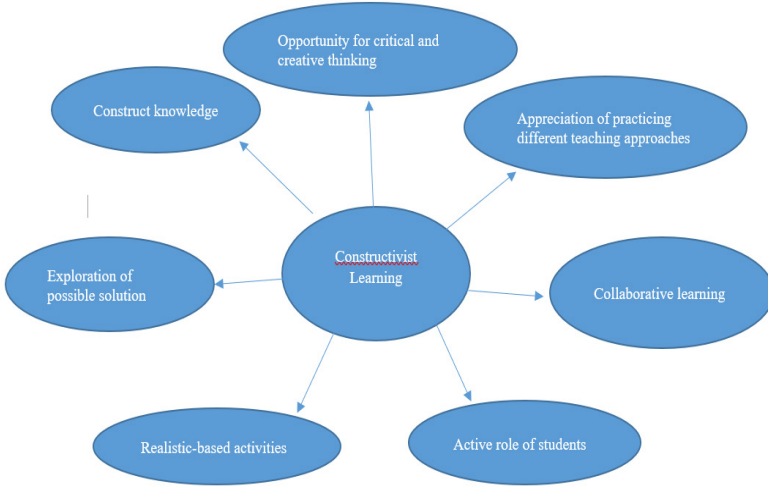 Opportunity for critical and
creative thinking
Construct knowledge
Appreciation of practicing
different teaching approaches
Constructivist
Learning
Exploration of
possible solution
Collaborative learning
Realistic-based activities
Active role of students